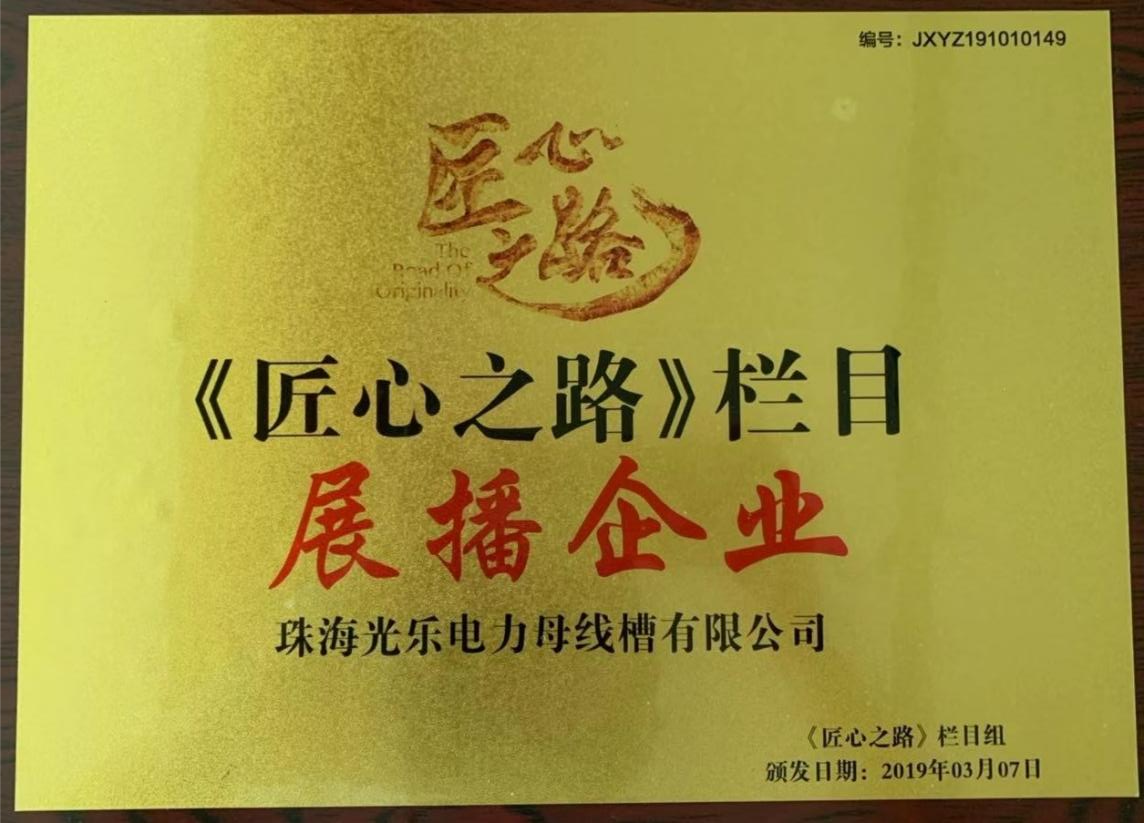 编号：JXYZ191010149
匠心
之路
The
Road Of
Originality
《匠心之路》栏目
展播企业
珠海光乐电力母线槽有限公司
《匠心之路》栏目组
颁发日期：2019年03月07日